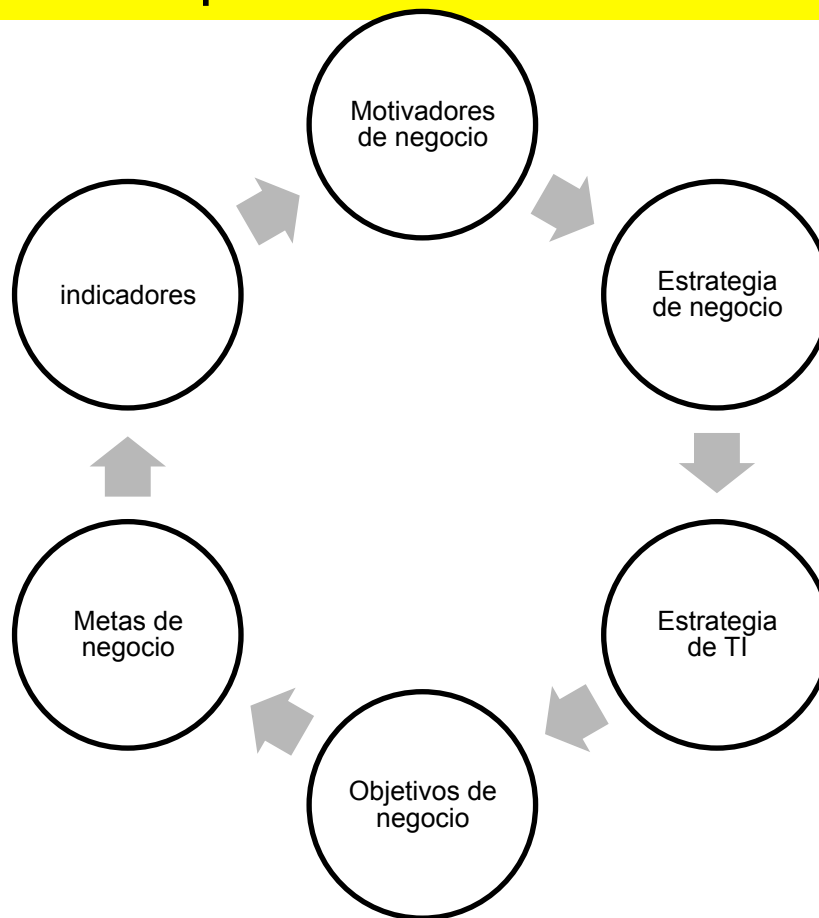 Motivadores
de negocio
Estrategia
de negocio
Estrategia
de TI
Objetivos de
negocio
Metas de
negocio
indicadores